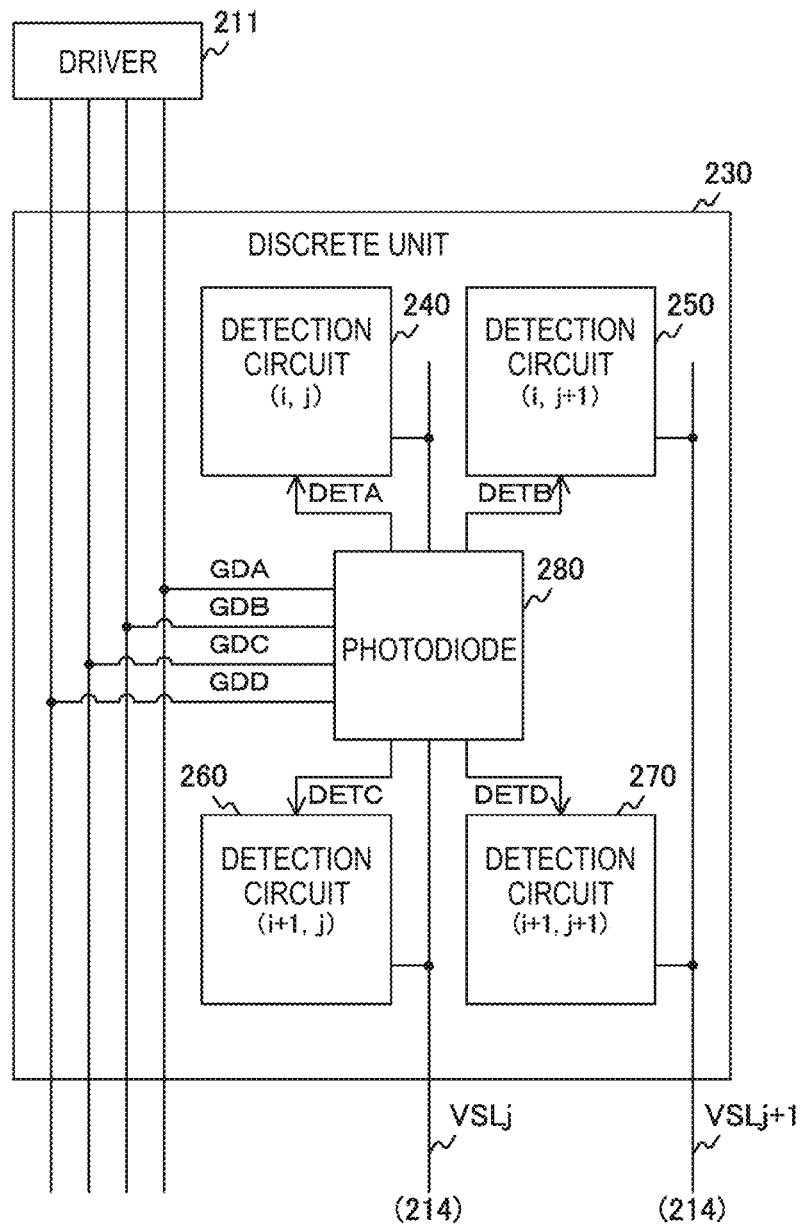 211
DRIVER
230
DISCRETE UNIT
240
DETECTION
CIRCUIT
(i, j)
250
DETECTION
CIRCUIT
(i, j+1)
DETA
DETB
GDA
GDB
GDC
GDD
280
PHOTODIODE
260
DETC
DETD
270
DETECTION
CIRCUIT
(i+1, j)
DETECTION
CIRCUIT
(i+1, j+1)
VSLj
VSLj+1
(214)
(214)